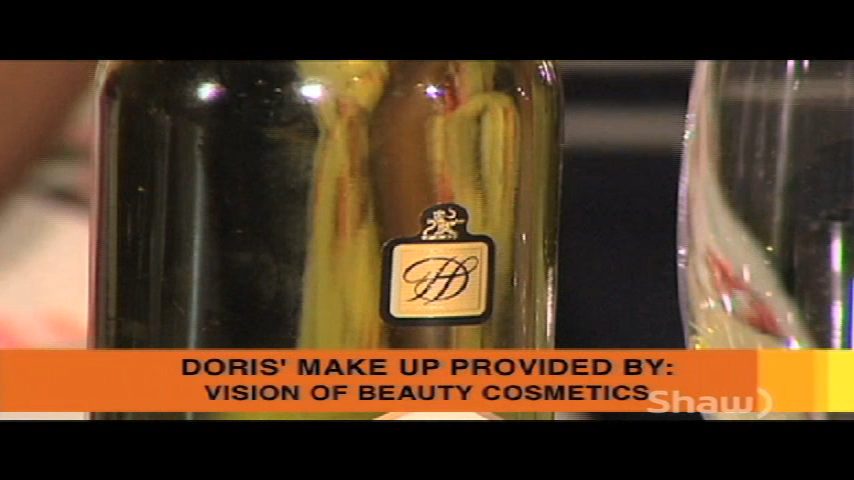 H
DORIS' MAKE UP PROVIDED BY:
VISION OF BEAUTY COSMETICS
Shaw)